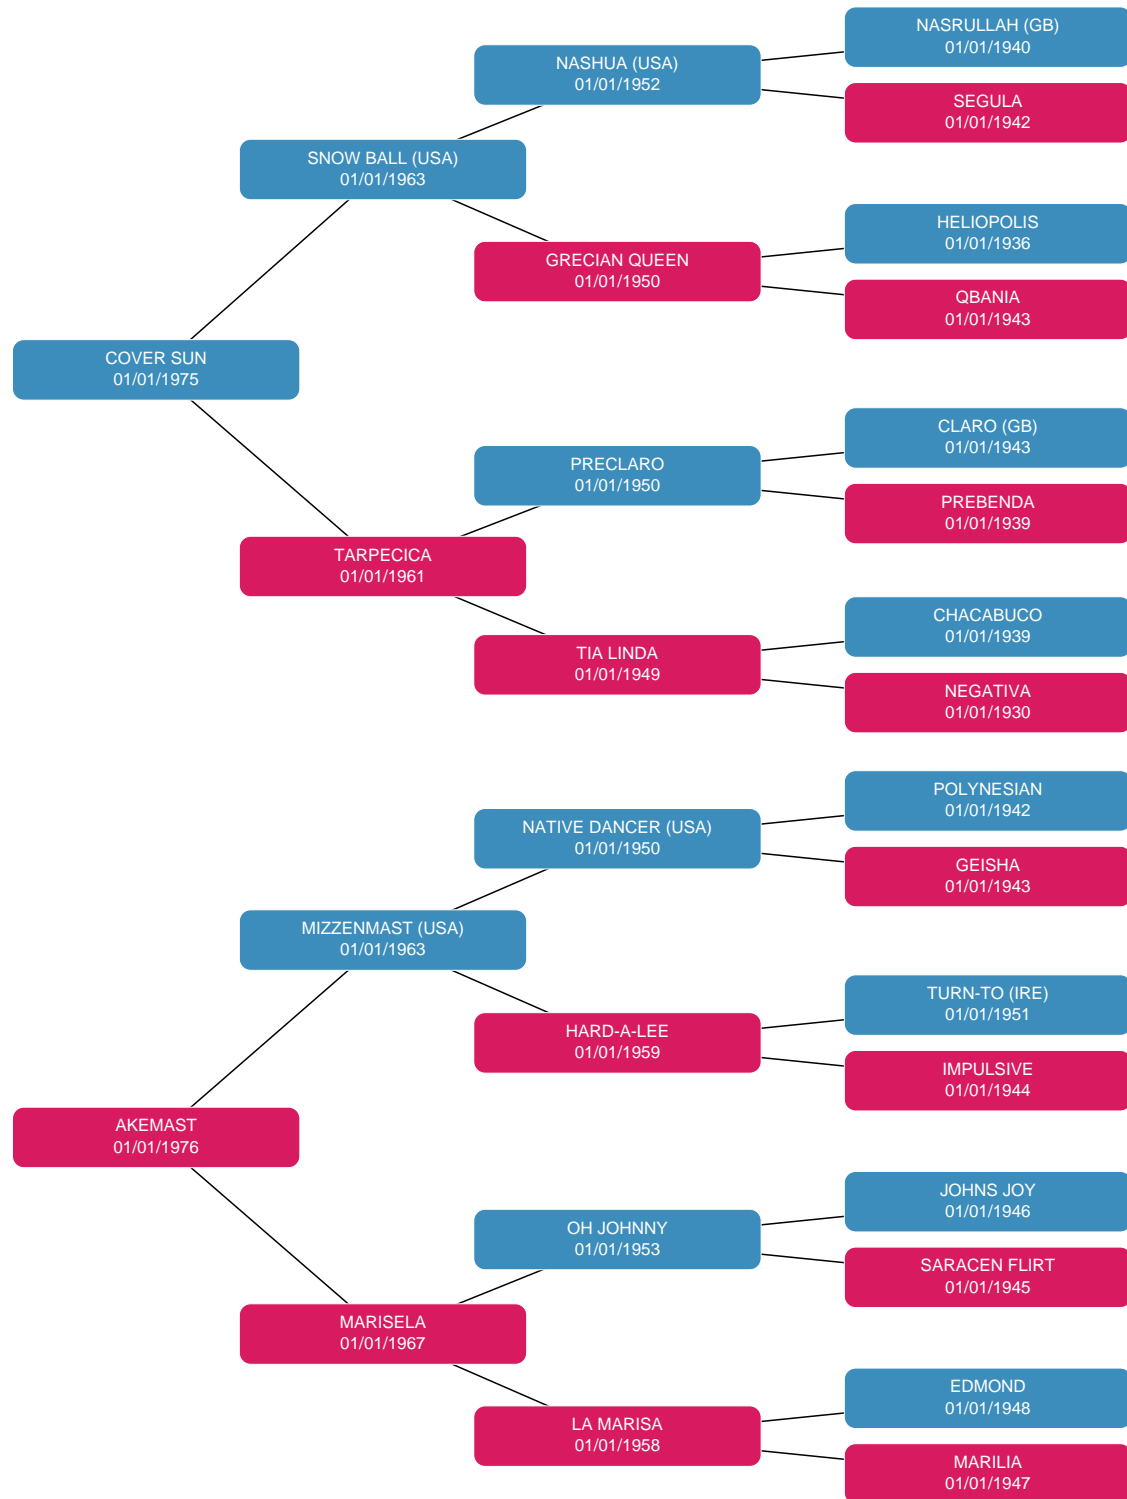 NASRULLAH (GB)
01/01/1940
NASHUA (USA)
01/01/1952
SEGULA
01/01/1942
SNOW BALL (USA)
01/01/1963
HELIOPOLIS
01/01/1936
GRECIAN QUEEN
01/01/1950
QBANIA
01/01/1943
COVER SUN
01/01/1975
CLARO (GB)
01/01/1943
PRECLARO
01/01/1950
PREBENDA
01/01/1939
TARPECICA
01/01/1961
CHACABUCO
01/01/1939
TIA LINDA
01/01/1949
NEGATIVA
01/01/1930
POLYNESIAN
01/01/1942
NATIVE DANCER (USA)
01/01/1950
GEISHA
01/01/1943
MIZZENMAST (USA)
01/01/1963
TURN-TO (IRE)
01/01/1951
HARD-A-LEE
01/01/1959
IMPULSIVE
01/01/1944
AKEMAST
01/01/1976
JOHNS JOY
01/01/1946
OH JOHNNY
01/01/1953
SARACEN FLIRT
01/01/1945
MARISELA
01/01/1967
EDMOND
01/01/1948
LA MARISA
01/01/1958
MARILIA
01/01/1947